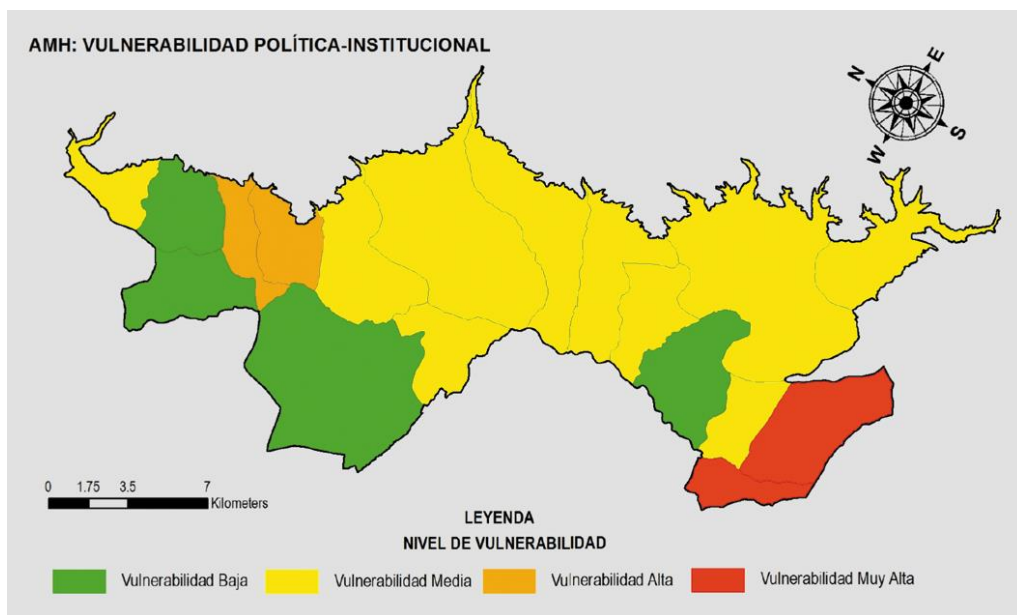 AMH: VULNERABILIDAD POLÍTICA-INSTITUCIONAL
N
E
W
S
0 1.75 3.5 7
Kilometers
LEYENDA
NIVEL DE VULNERABILIDAD
Vulnerabilidad Baja Vulnerabilidad Media Vulnerabilidad Alta Vulnerabilidad Muy Alta